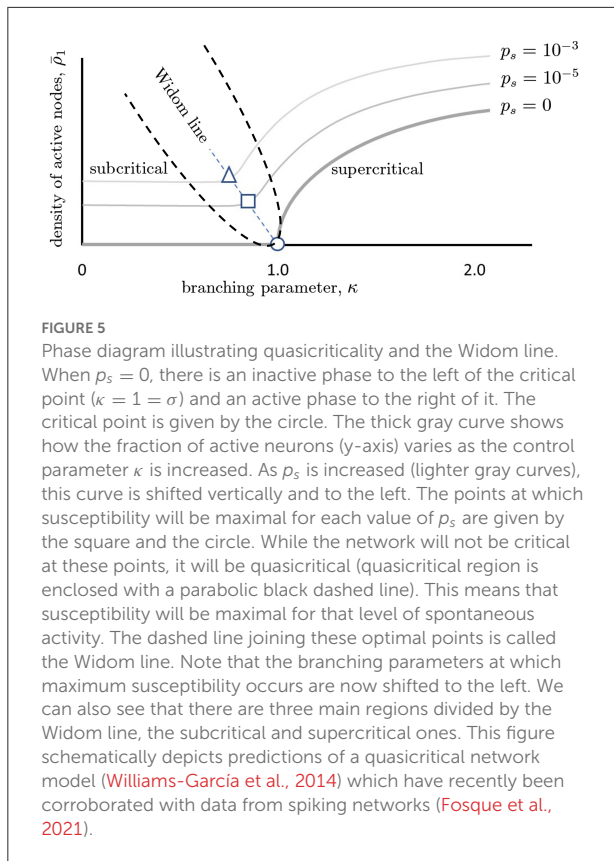 density of active nodes, ρ̄₁
Widom line
subcritical
supercritical
pₛ = 10⁻³
pₛ = 10⁻⁵
pₛ = 0
0
1.0
2.0
branching parameter, κ
FIGURE 5
Phase diagram illustrating quasicriticality and the Widom line.
When pₛ = 0, there is an inactive phase to the left of the critical
point (κ = 1 = σ) and an active phase to the right of it. The
critical point is given by the circle. The thick gray curve shows
how the fraction of active neurons (y-axis) varies as the control
parameter κ is increased. As pₛ is increased (lighter gray curves),
this curve is shifted vertically and to the left. The points at which
susceptibility will be maximal for each value of pₛ are given by
the square and the circle. While the network will not be critical
at these points, it will be quasicritical (quasicritical region is
enclosed with a parabolic black dashed line). This means that
susceptibility will be maximal for that level of spontaneous
activity. The dashed line joining these optimal points is called
the Widom line. Note that the branching parameters at which
maximum susceptibility occurs are now shifted to the left. We
can also see that there are three main regions divided by the
Widom line, the subcritical and supercritical ones. This figure
schematically depicts predictions of a quasicritical network
model (Williams-García et al., 2014) which have recently been
corroborated with data from spiking networks (Fosque et al.,
2021).